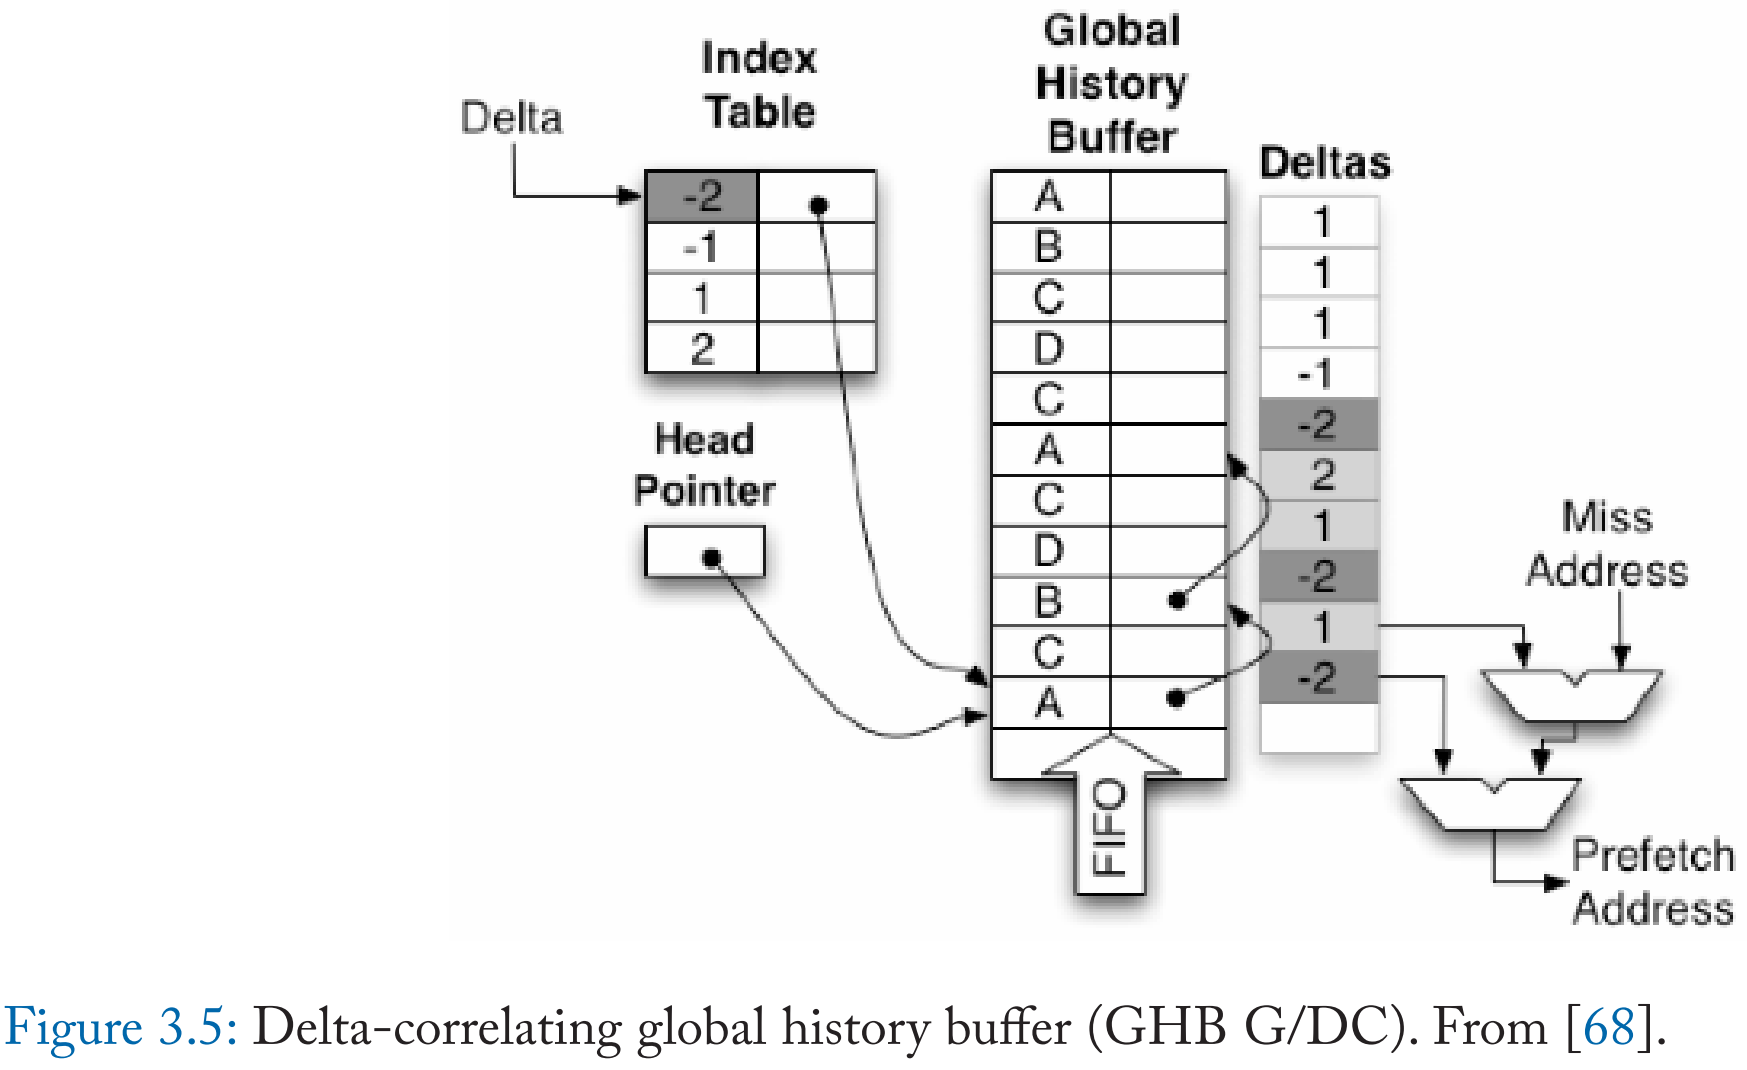 Delta
Index
Table
-2
-1
1
2
Head
Pointer
Global
History
Buffer
A
B
C
D
C
A
C
D
B
C
A
FIFO
Deltas
1
1
1
-1
-2
2
1
-2
1
-2
Miss
Address
Prefetch
Address
Figure 3.5: Delta-correlating global history buffer (GHB G/DC). From [68].